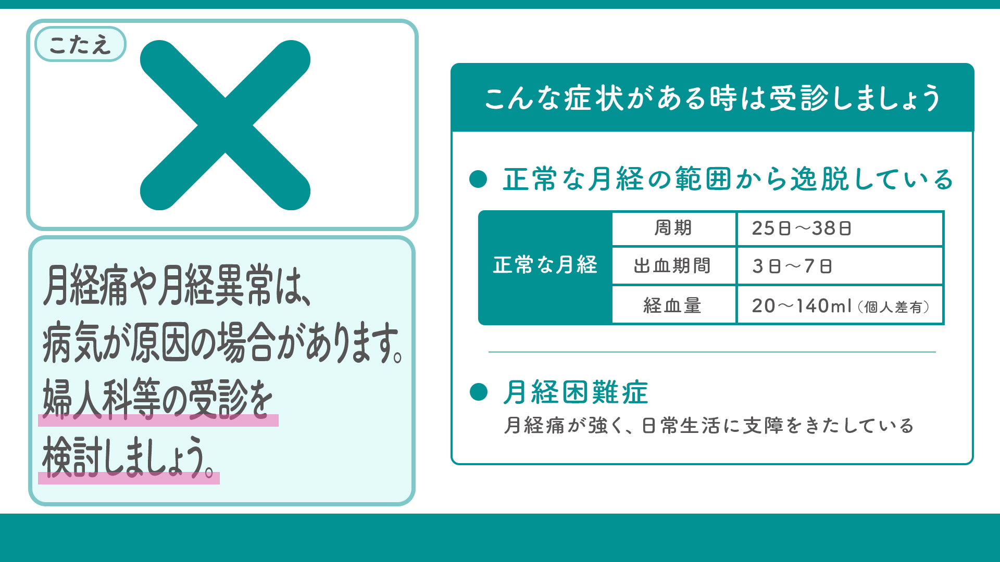 こたえ
月経痛や月経異常は、
病気が原因の場合があります。
婦人科等の受診を
検討しましょう。
こんな症状がある時は受診しましょう
● 正常な月経の範囲から逸脱している
正常な月経
周期 25日～38日
出血期間 3日～7日
経血量 20～140ml（個人差有）
● 月経困難症
月経痛が強く、日常生活に支障をきたしている